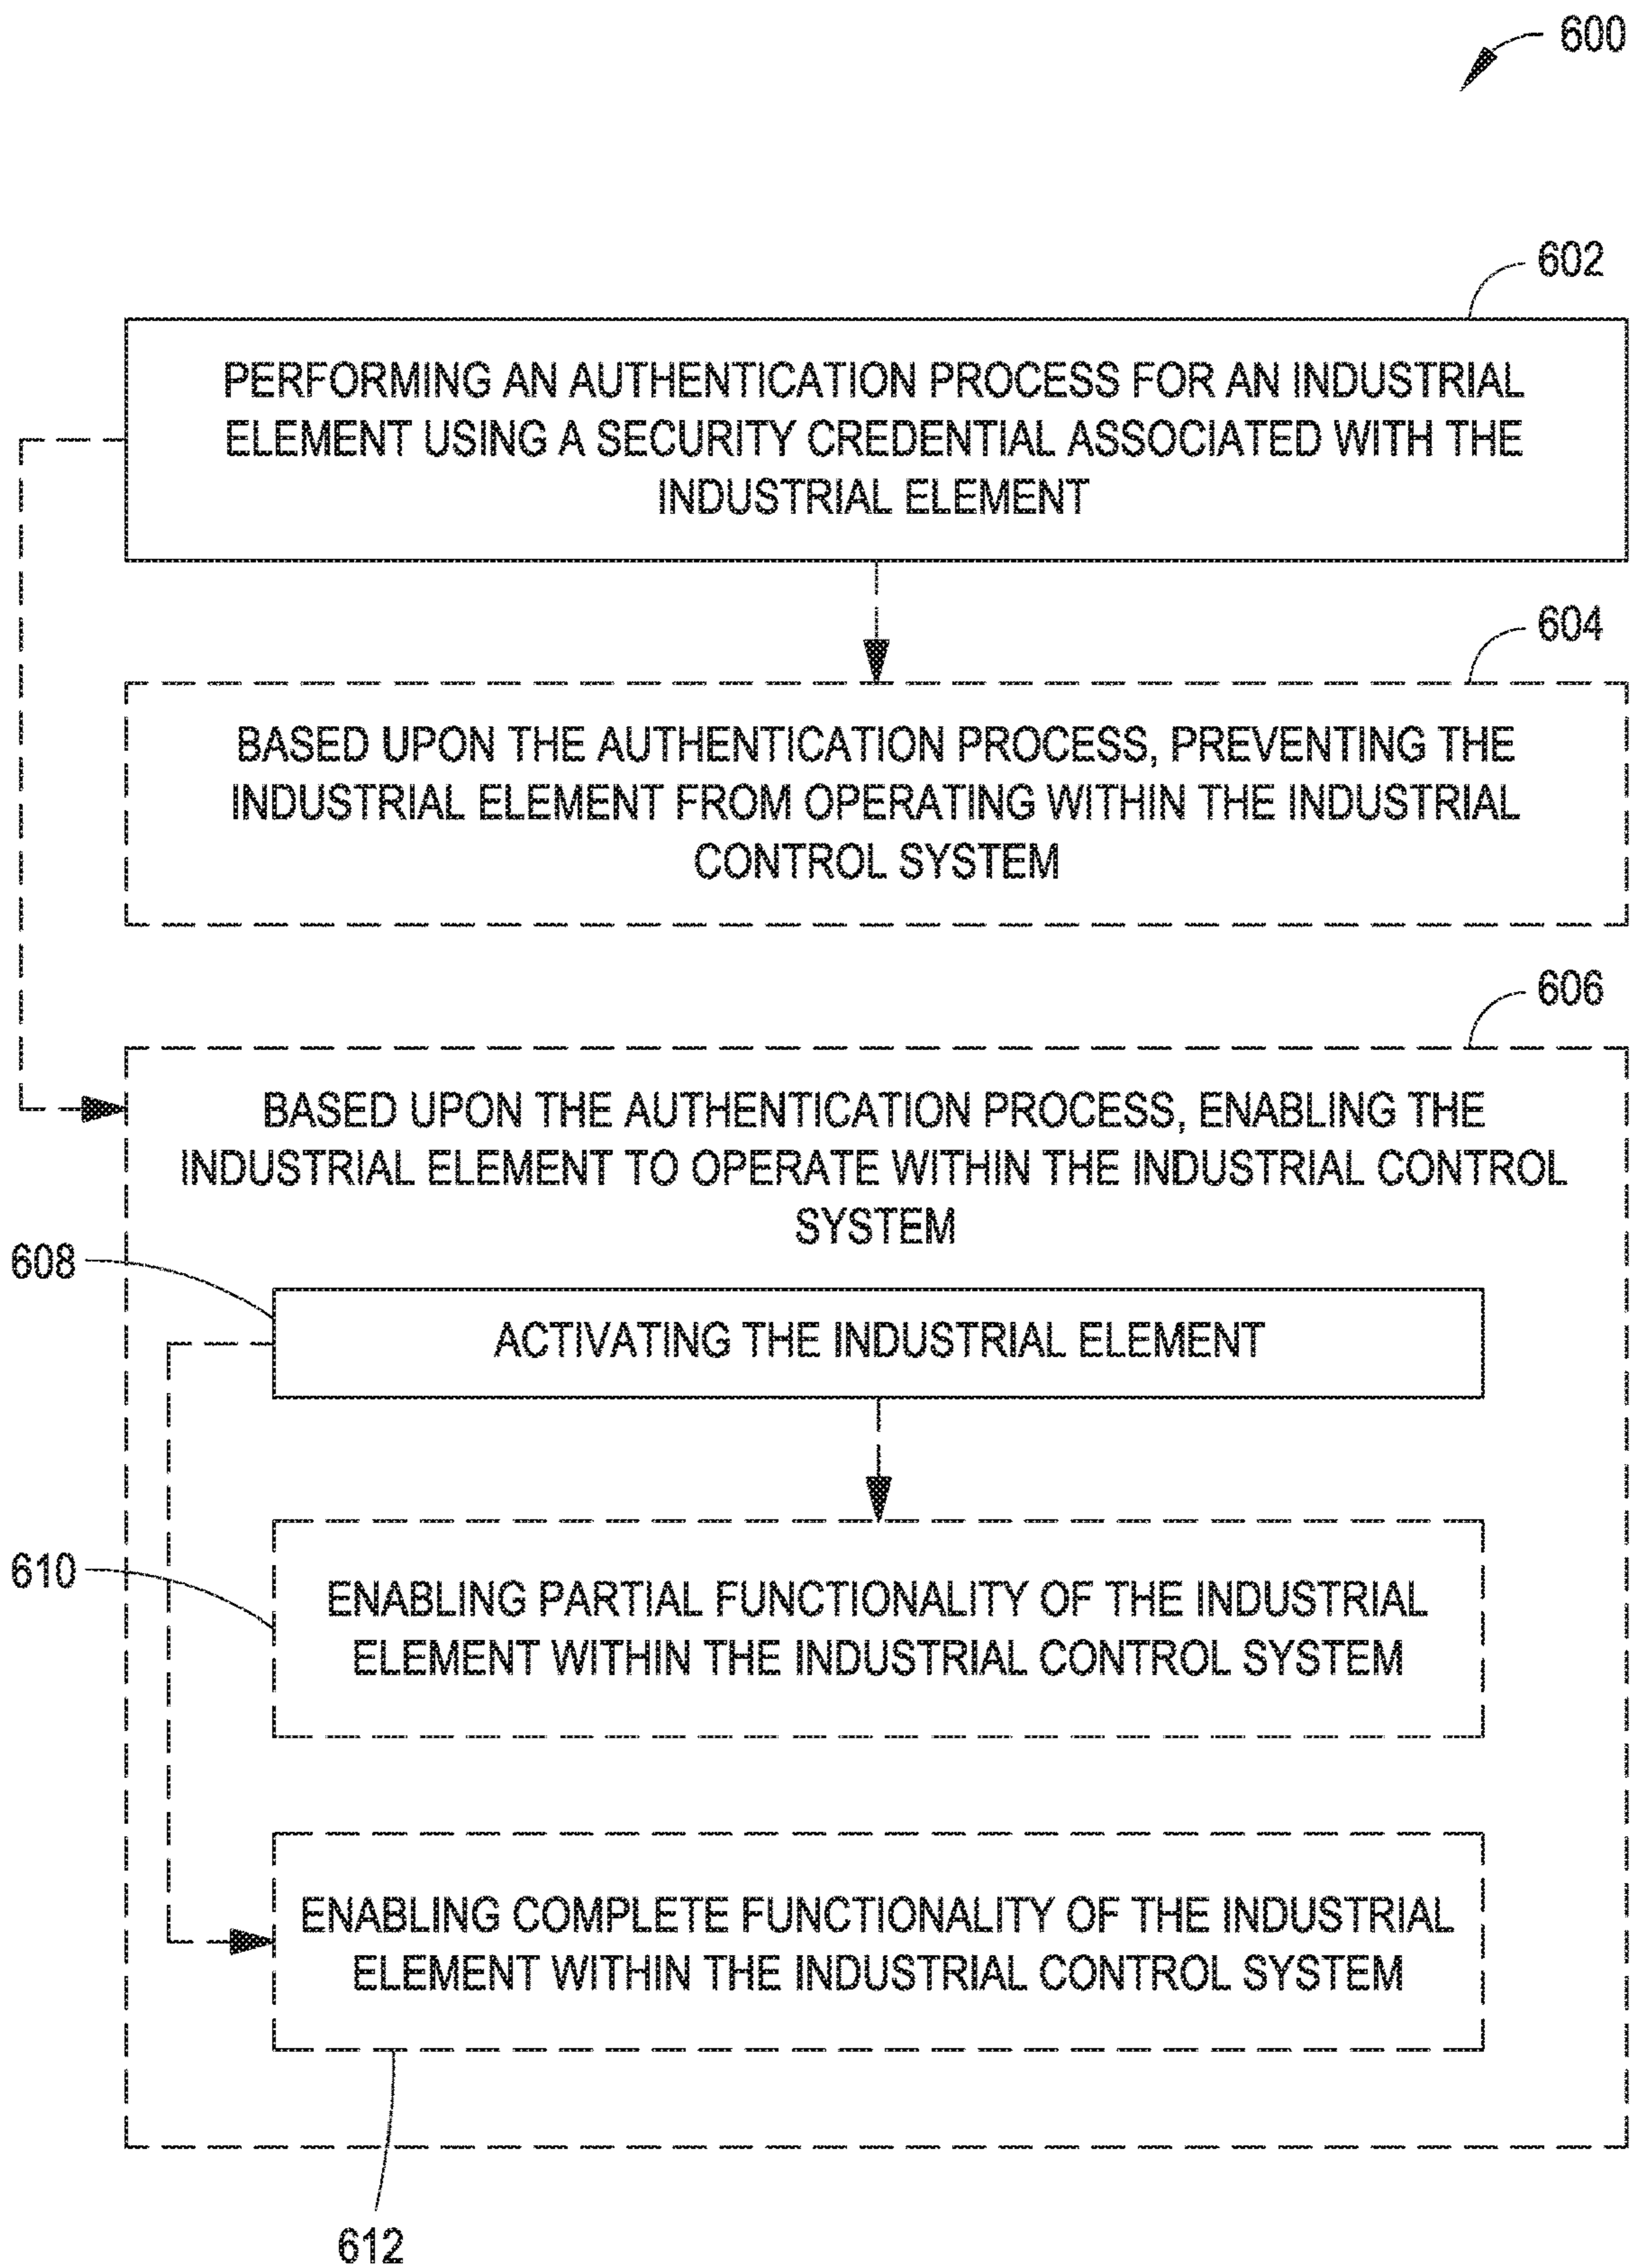 600
602
PERFORMING AN AUTHENTICATION PROCESS FOR AN INDUSTRIAL
ELEMENT USING A SECURITY CREDENTIAL ASSOCIATED WITH THE
INDUSTRIAL ELEMENT
604
BASED UPON THE AUTHENTICATION PROCESS, PREVENTING THE
INDUSTRIAL ELEMENT FROM OPERATING WITHIN THE INDUSTRIAL
CONTROL SYSTEM
606
BASED UPON THE AUTHENTICATION PROCESS, ENABLING THE
INDUSTRIAL ELEMENT TO OPERATE WITHIN THE INDUSTRIAL CONTROL
SYSTEM
608
ACTIVATING THE INDUSTRIAL ELEMENT
610
ENABLING PARTIAL FUNCTIONALITY OF THE INDUSTRIAL
ELEMENT WITHIN THE INDUSTRIAL CONTROL SYSTEM
ENABLING COMPLETE FUNCTIONALITY OF THE INDUSTRIAL
ELEMENT WITHIN THE INDUSTRIAL CONTROL SYSTEM
612